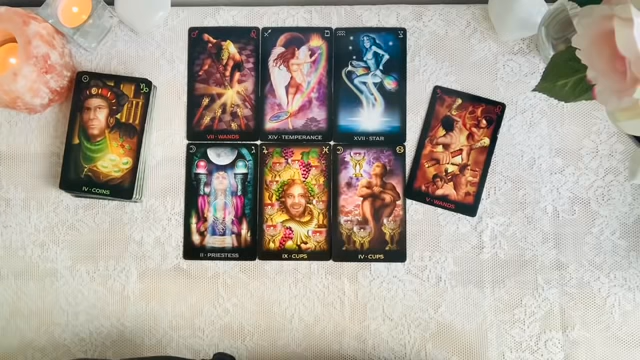 VII · WANDS
XIV · TEMPERANCE
XVII · STAR
IV · COINS
V · WANDS
II · PRIESTESS
IX · CUPS
IV · CUPS